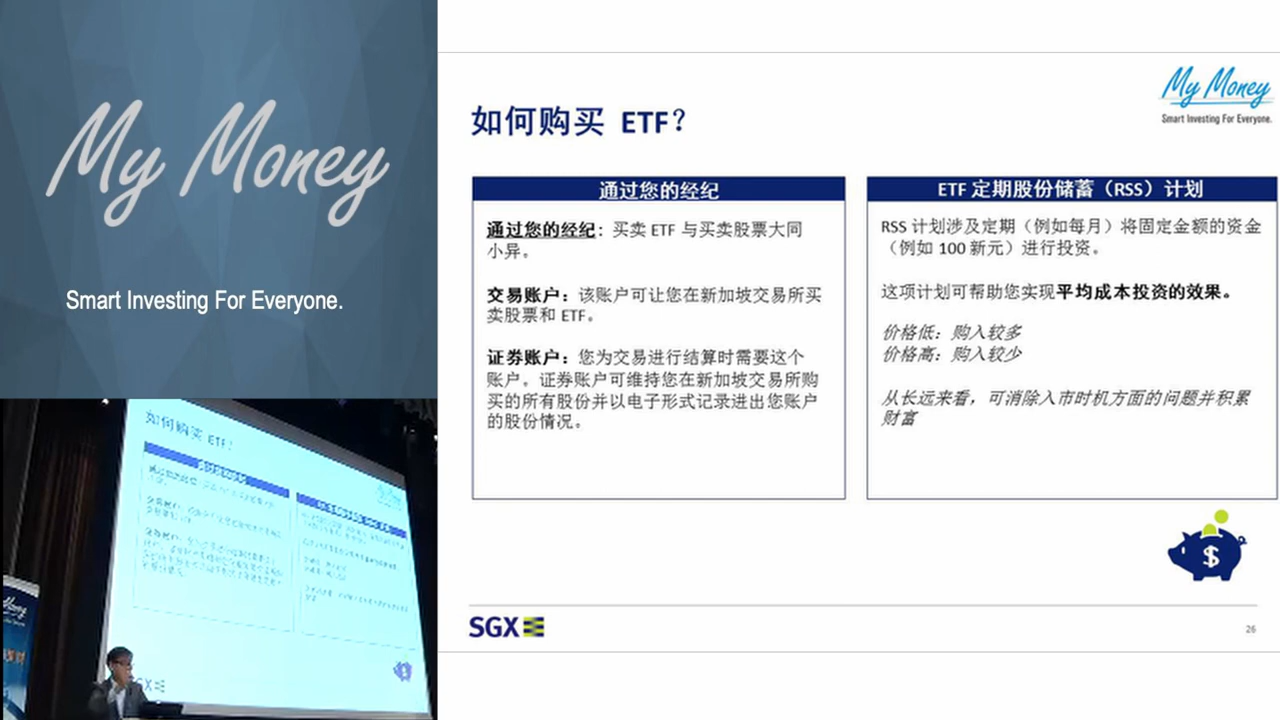 My Money
Smart Investing For Everyone.
My Money
Smart Investing For Everyone.
如何购买 ETF？
通过您的经纪
通过您的经纪：买卖 ETF 与买卖股票大同
小异。
交易账户：该账户可让您在新加坡交易所买
卖股票和 ETF。
证券账户：您为交易进行结算时需要这个
账户。证券账户可维持您在新加坡交易所购
买的所有股份并以电子形式记录进出您账户
的股份情况。
ETF 定期股份储蓄（RSS）计划
RSS 计划涉及定期（例如每月）将固定金额的资金
（例如 100 新元）进行投资。
这项计划可帮助您实现平均成本投资的效果。
价格低：购入较多
价格高：购入较少
从长远来看，可消除入市时机方面的问题并积累
财富
$
SGX
26
如何购买 ETF？